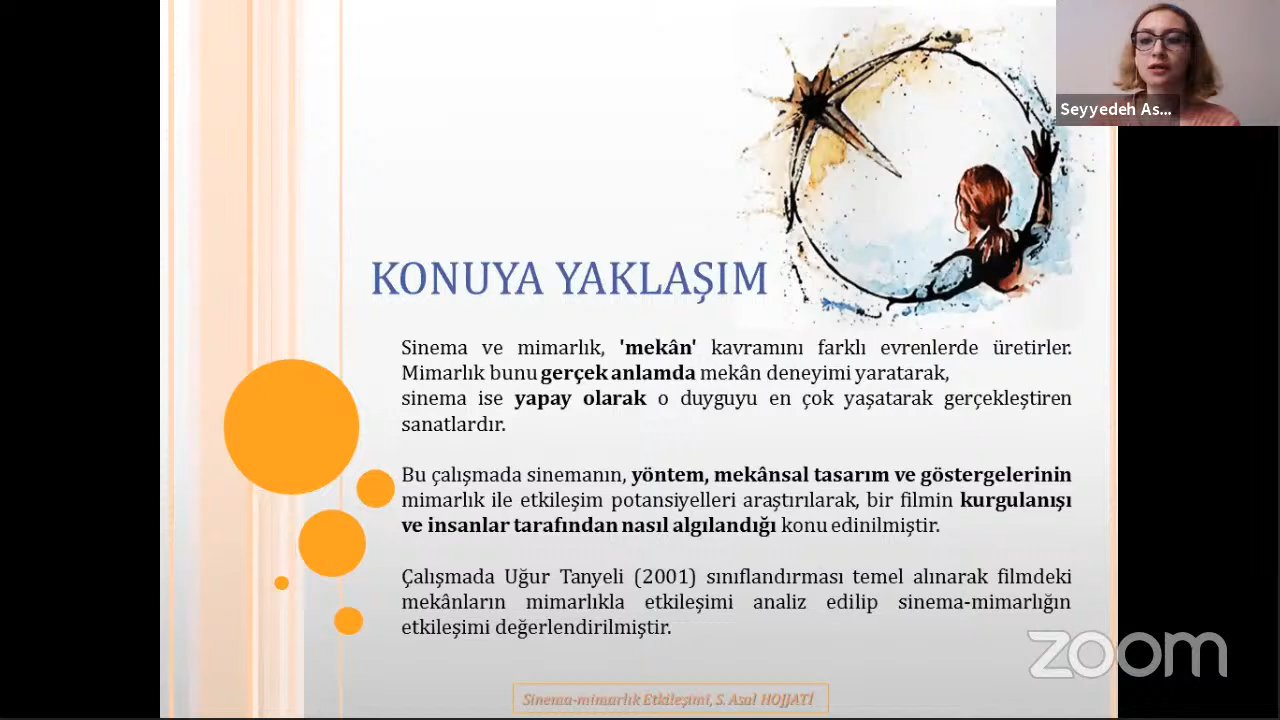 Seyyedeh As...
KONUYA YAKLAŞIM
Sinema ve mimarlık, 'mekân' kavramını farklı evrenlerde üretirler.
Mimarlık bunu gerçek anlamda mekân deneyimi yaratarak,
sinema ise yapay olarak o duyguyu en çok yaşatarak gerçekleştiren
sanatlardır.
Bu çalışmada sinemanın, yöntem, mekânsal tasarım ve göstergelerinin
mimarlık ile etkileşim potansiyelleri araştırılarak, bir filmin kurgulanışı
ve insanlar tarafından nasıl algılandığı konu edinilmiştir.
Çalışmada Uğur Tanyeli (2001) sınıflandırması temel alınarak filmdeki
mekânların mimarlıkla etkileşimi analiz edilip sinema-mimarlığın
etkileşimi değerlendirilmiştir.
zoom
Sinema-mimarlık Etkileşimi, S. Asal HOJJATİ